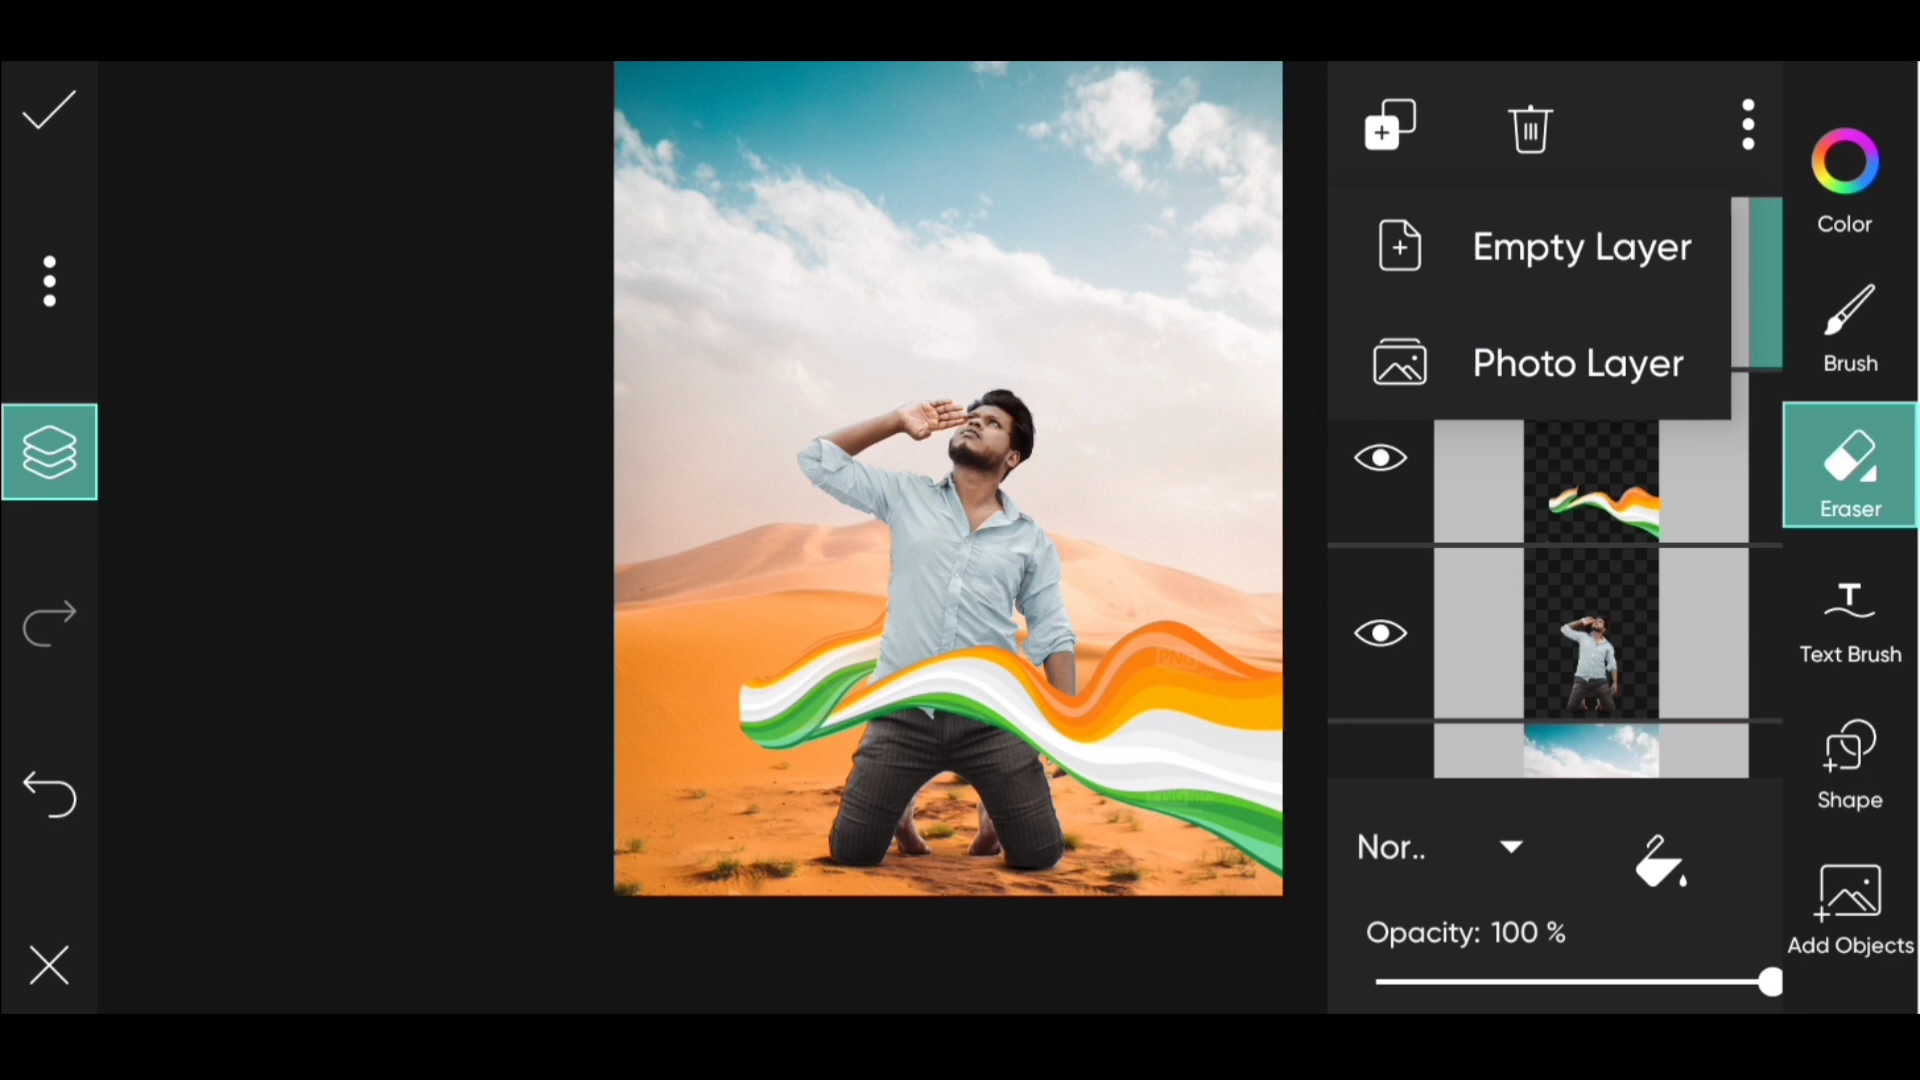 Color
Empty Layer
Brush
Photo Layer
Eraser
Text Brush
Shape
Nor..
Opacity: 100 %
Add Objects